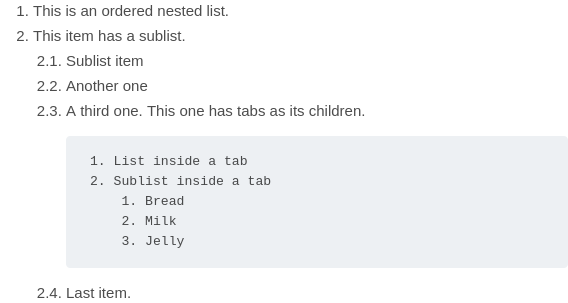 1. This is an ordered nested list.
2. This item has a sublist.
2.1. Sublist item
2.2. Another one
2.3. A third one. This one has tabs as its children.
1. List inside a tab
2. Sublist inside a tab
1. Bread
2. Milk
3. Jelly
2.4. Last item.